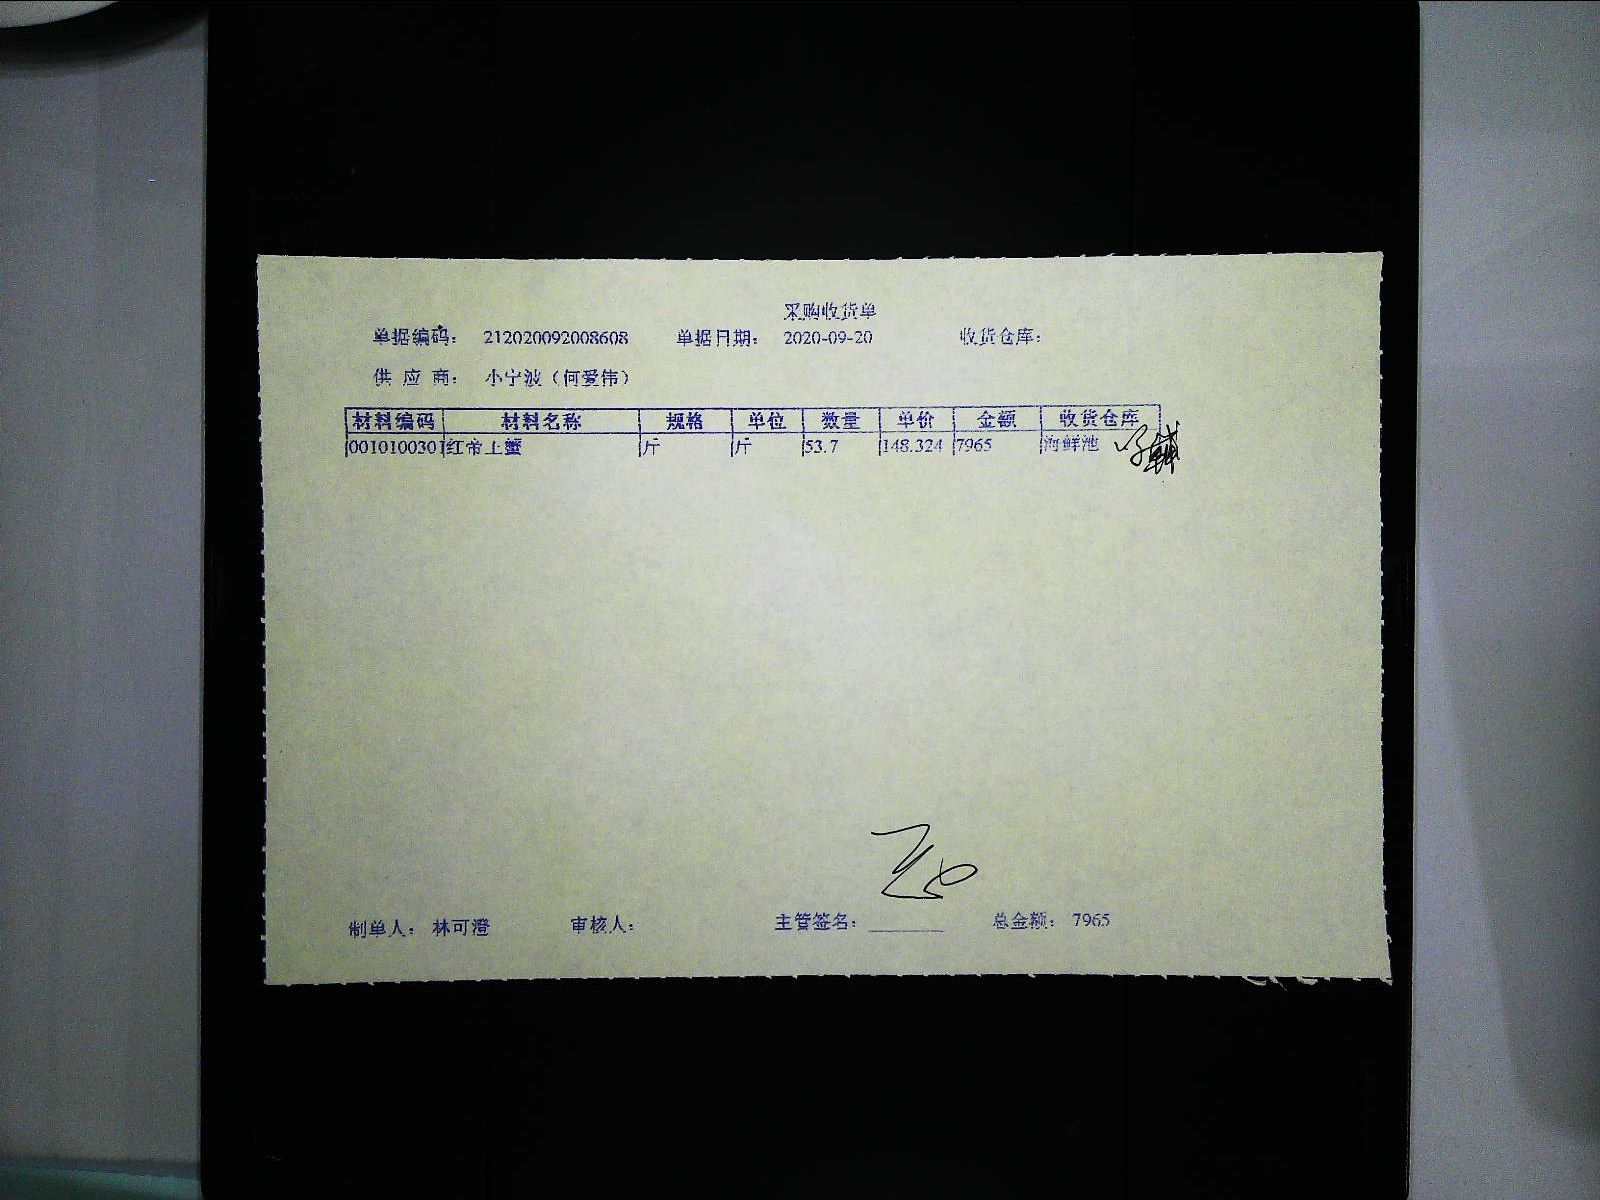 采购收货单
单据编码： 212020092008608 单据日期： 2020-09-20 收货仓库：
供 应 商： 小宁波（何爱伟）
材料编码 材料名称 规格 单位 数量 单价 金额 收货仓库
0010100301 红帝上蟹 斤 斤 53.7 148.324 7965 海鲜池
制单人： 林可澄 审核人： 主管签名： 总金额： 7965